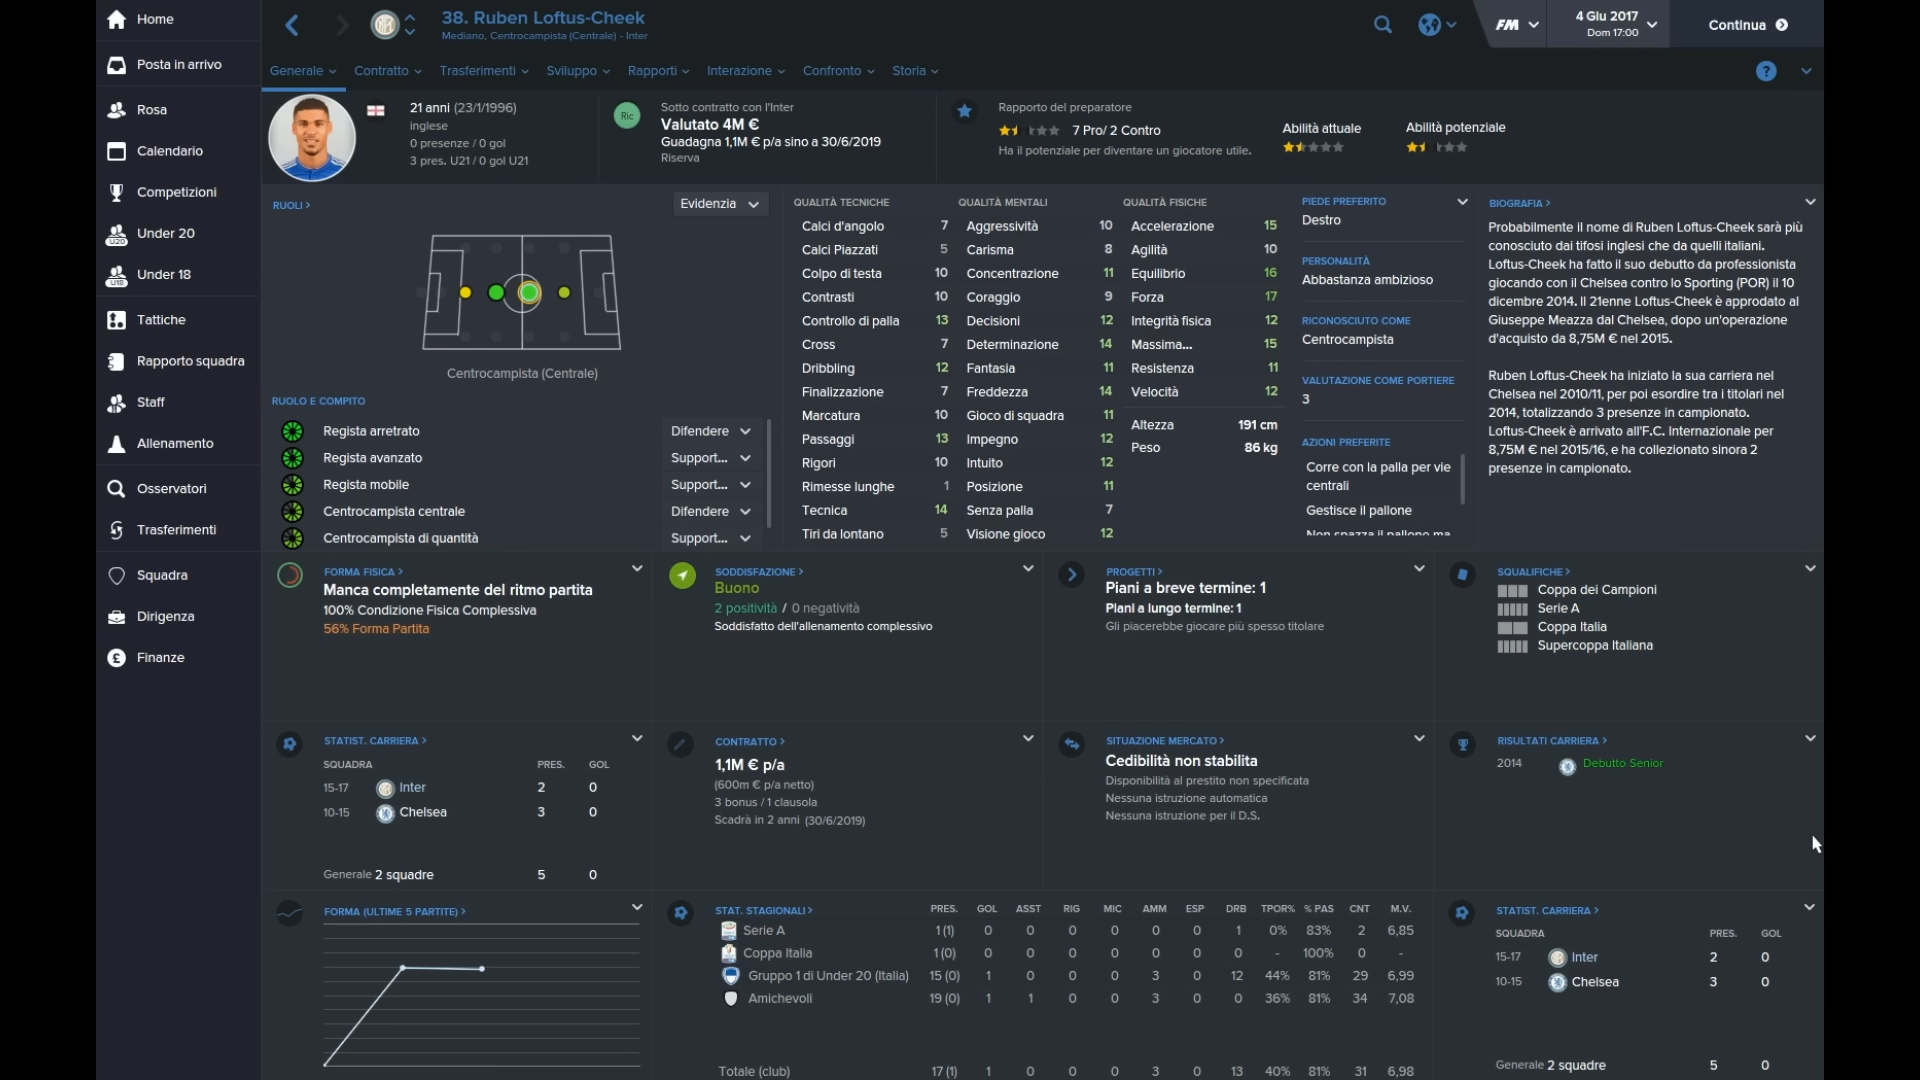 Home
Posta in arrivo
Rosa
Calendario
Competizioni
Under 20
Under 18
Tattiche
Rapporto squadra
Staff
Allenamento
Osservatori
Trasferimenti
Squadra
Dirigenza
Finanze
38. Ruben Loftus-Cheek
Mediano, Centrocampista (Centrale) - Inter
FM
4 Giu 2017
Dom 17:00
Continua
Generale Contratto Trasferimenti Sviluppo Rapporti Interazione Confronto Storia
21 anni (23/1/1996)
inglese
0 presenze / 0 gol
3 pres. U21 / 0 gol U21
Ric
Sotto contratto con l'Inter
Valutato 4M €
Guadagna 1,1M € p/a sino a 30/6/2019
Riserva
Rapporto del preparatore
7 Pro/ 2 Contro
Ha il potenziale per diventare un giocatore utile.
Abilità attuale
Abilità potenziale
RUOLI >
Evidenzia
Centrocampista (Centrale)
RUOLO E COMPITO
Regista arretrato Difendere
Regista avanzato Support...
Regista mobile Support...
Centrocampista centrale Difendere
Centrocampista di quantità Support...
QUALITÀ TECNICHE
Calci d'angolo 7
Calci Piazzati 5
Colpo di testa 10
Contrasti 10
Controllo di palla 13
Cross 7
Dribbling 12
Finalizzazione 7
Marcatura 10
Passaggi 13
Rigori 10
Rimesse lunghe 1
Tecnica 14
Tiri da lontano 5
QUALITÀ MENTALI
Aggressività 10
Carisma 8
Concentrazione 11
Coraggio 9
Decisioni 12
Determinazione 14
Fantasia 11
Freddezza 14
Gioco di squadra 11
Impegno 12
Intuito 12
Posizione 11
Senza palla 7
Visione gioco 12
QUALITÀ FISICHE
Accelerazione 15
Agilità 10
Equilibrio 16
Forza 17
Integrità fisica 12
Massima... 15
Resistenza 11
Velocità 12
Altezza 191 cm
Peso 86 kg
PIEDE PREFERITO
Destro
PERSONALITÀ
Abbastanza ambizioso
RICONOSCIUTO COME
Centrocampista
VALUTAZIONE COME PORTIERE
3
AZIONI PREFERITE
Corre con la palla per vie
centrali
Gestisce il pallone
Non spazza il pallone ma
BIOGRAFIA >
Probabilmente il nome di Ruben Loftus-Cheek sarà più
conosciuto dai tifosi inglesi che da quelli italiani.
Loftus-Cheek ha fatto il suo debutto da professionista
giocando con il Chelsea contro lo Sporting (POR) il 10
dicembre 2014. Il 21enne Loftus-Cheek è approdato al
Giuseppe Meazza dal Chelsea, dopo un'operazione
d'acquisto da 8,75M € nel 2015.
Ruben Loftus-Cheek ha iniziato la sua carriera nel
Chelsea nel 2010/11, per poi esordire tra i titolari nel
2014, totalizzando 3 presenze in campionato.
Loftus-Cheek è arrivato all'F.C. Internazionale per
8,75M € nel 2015/16, e ha collezionato sinora 2
presenze in campionato.
FORMA FISICA >
Manca completamente del ritmo partita
100% Condizione Fisica Complessiva
56% Forma Partita
SODDISFAZIONE >
Buono
2 positività / 0 negatività
Soddisfatto dell'allenamento complessivo
PROGETTI >
Piani a breve termine: 1
Piani a lungo termine: 1
Gli piacerebbe giocare più spesso titolare
SQUALIFICHE >
Coppa dei Campioni
Serie A
Coppa Italia
Supercoppa Italiana
STATIST. CARRIERA >
SQUADRA PRES. GOL
15-17 Inter 2 0
10-15 Chelsea 3 0
Generale 2 squadre 5 0
CONTRATTO >
1,1M € p/a
(600m € p/a netto)
3 bonus / 1 clausola
Scadrà in 2 anni (30/6/2019)
SITUAZIONE MERCATO >
Cedibilità non stabilita
Disponibilità al prestito non specificata
Nessuna istruzione automatica
Nessuna istruzione per il D.S.
RISULTATI CARRIERA >
2014 Debutto Senior
FORMA (ULTIME 5 PARTITE) >
STAT. STAGIONALI > PRES. GOL ASST RIG MIC AMM ESP DRB TPOR% % PAS CNT M.V.
Serie A 1 (1) 0 0 0 0 0 0 1 0% 83% 2 6,85
Coppa Italia 1 (0) 0 0 0 0 0 0 0 - 100% 0 -
Gruppo 1 di Under 20 (Italia) 15 (0) 1 0 0 0 3 0 12 44% 81% 29 6,99
Amichevoli 19 (0) 1 1 0 0 3 0 0 36% 81% 34 7,08
Totale (club) 17 (1) 1 0 0 0 3 0 13 40% 81% 31 6,98
STATIST. CARRIERA >
SQUADRA PRES. GOL
15-17 Inter 2 0
10-15 Chelsea 3 0
Generale 2 squadre 5 0